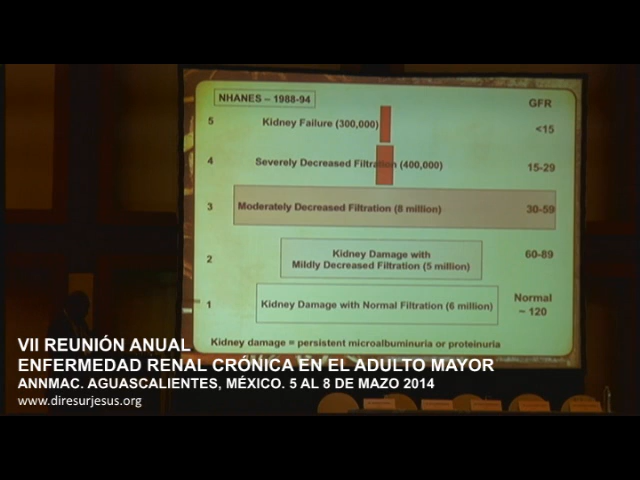 NHANES – 1988-94
GFR
5
Kidney Failure (300,000)
<15
4
Severely Decreased Filtration (400,000)
15-29
3
Moderately Decreased Filtration (8 million)
30-59
2
Kidney Damage with
Mildly Decreased Filtration (5 million)
60-89
1
Kidney Damage with Normal Filtration (6 million)
Normal
~ 120
Kidney damage = persistent microalbuminuria or proteinuria
VII REUNIÓN ANUAL
ENFERMEDAD RENAL CRÓNICA EN EL ADULTO MAYOR
ANNMAC. AGUASCALIENTES, MÉXICO. 5 AL 8 DE MAZO 2014
www.diresurjesus.org